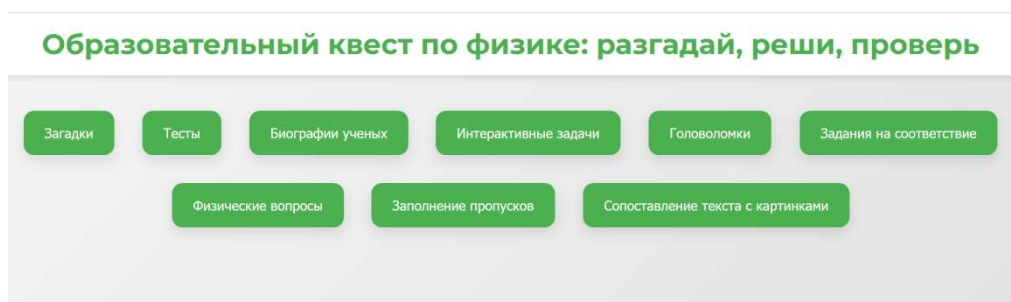 Образовательный квест по физике: разгадай, реши, проверь
Загадки
Тесты
Биографии ученых
Интерактивные задачи
Головоломки
Задания на соответствие
Физические вопросы
Заполнение пропусков
Сопоставление текста с картинками